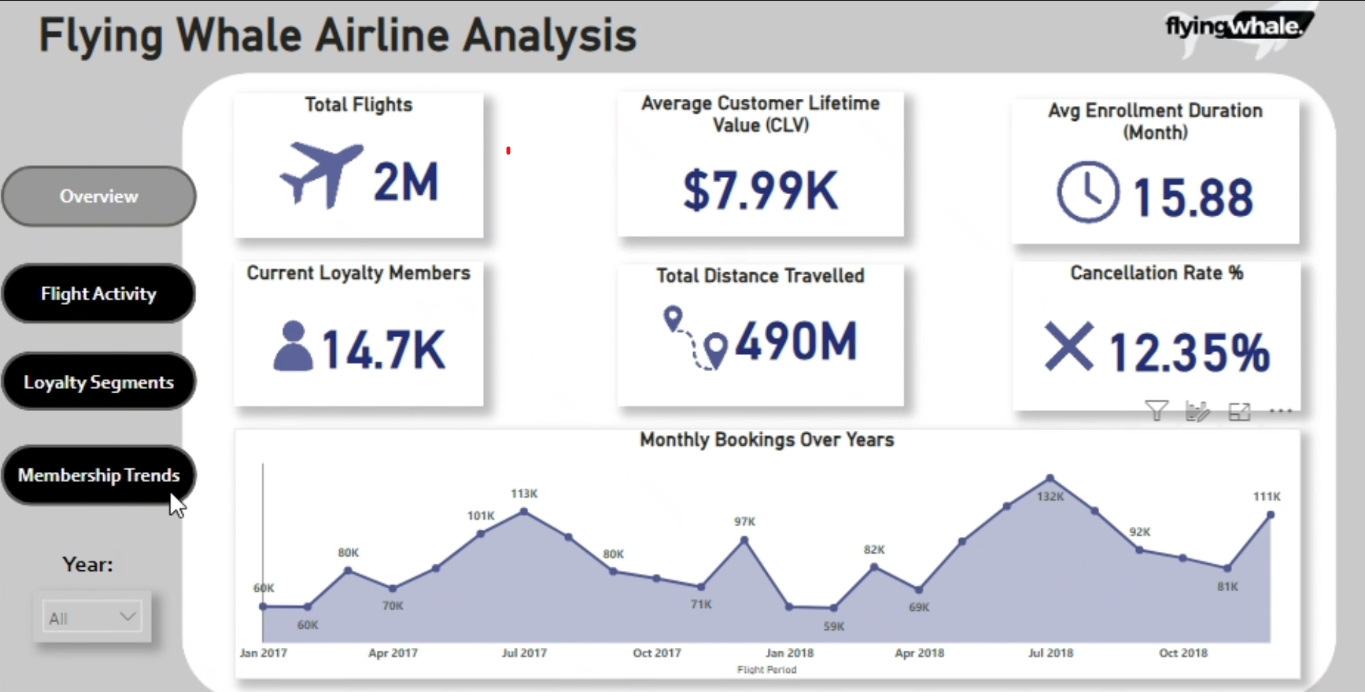 Flying Whale Airline Analysis
flyingwhale.
Total Flights
2M
Average Customer Lifetime
Value (CLV)
$7.99K
Avg Enrollment Duration
(Month)
15.88
Overview
Flight Activity
Loyalty Segments
Membership Trends
Year:
All
Current Loyalty Members
14.7K
Total Distance Travelled
490M
Cancellation Rate %
12.35%
Monthly Bookings Over Years
60K
60K
80K
70K
101K
113K
80K
71K
97K
59K
82K
69K
132K
92K
81K
111K
Jan 2017
Apr 2017
Jul 2017
Oct 2017
Jan 2018
Apr 2018
Jul 2018
Oct 2018
Flight Period